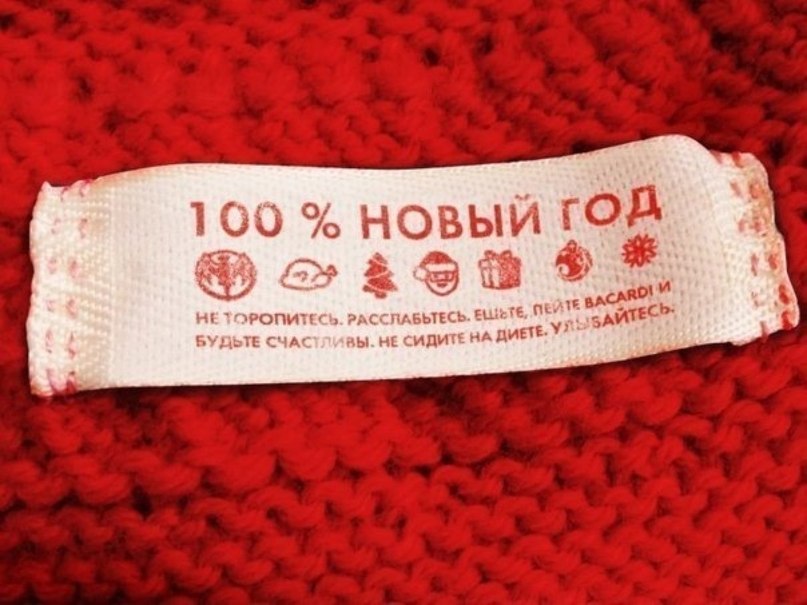 100 % НОВЫЙ ГОД
НЕ ТОРОПИТЕСЬ. РАССЛАБЬТЕСЬ. ЕШЬТЕ, ПЕЙТЕ BACARDI И
БУДЬТЕ СЧАСТЛИВЫ. НЕ СИДИТЕ НА ДИЕТЕ. УЛЫБАЙТЕСЬ.